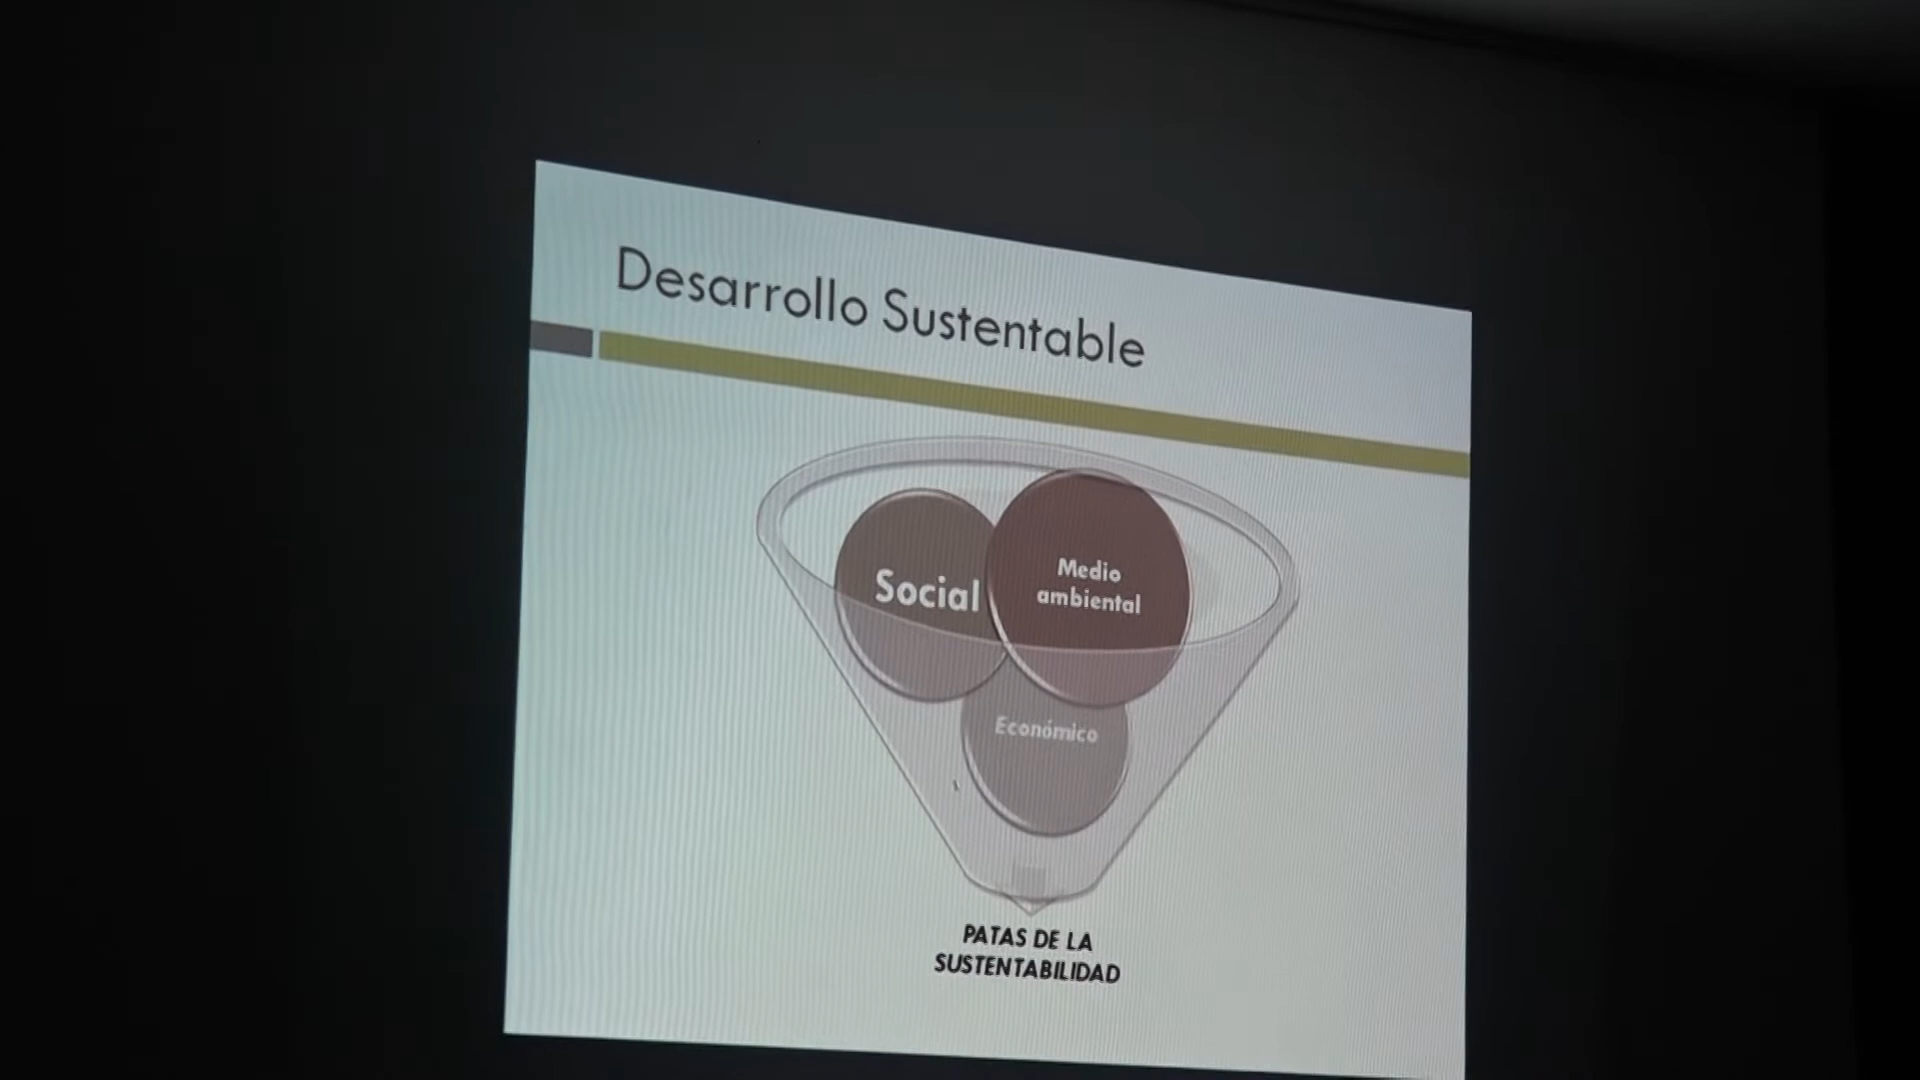 Desarrollo Sustentable
Social
Medio
ambiental
Económico
PATAS DE LA
SUSTENTABILIDAD